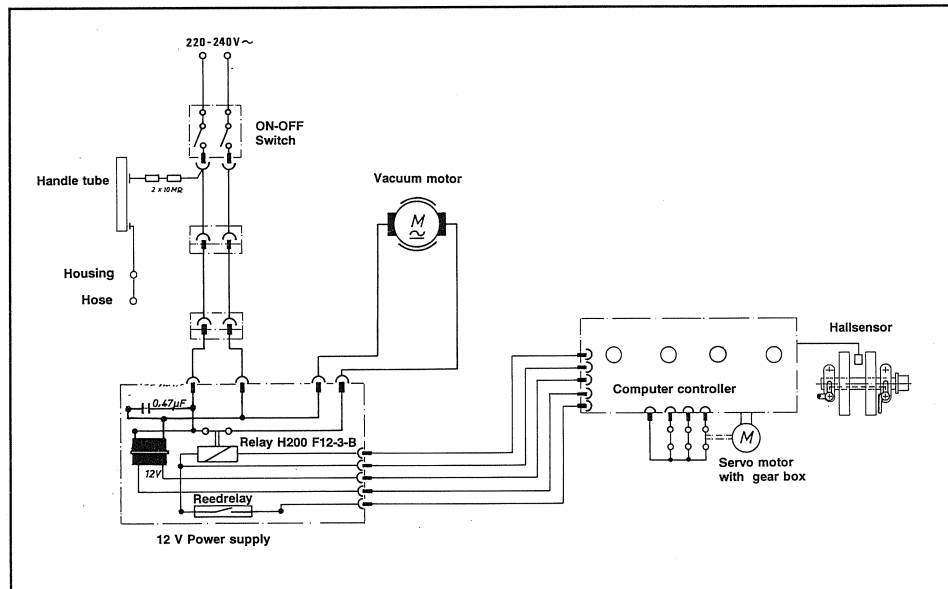 220-240V~
ON-OFF
Switch
Handle tube
2 x 10MΩ
Vacuum motor
M
Housing
Hose
Hallsensor
Computer controller
0,47µF
Relay H200 F12-3-B
M
Servo motor
with gear box
12V
Reedrelay
12 V Power supply